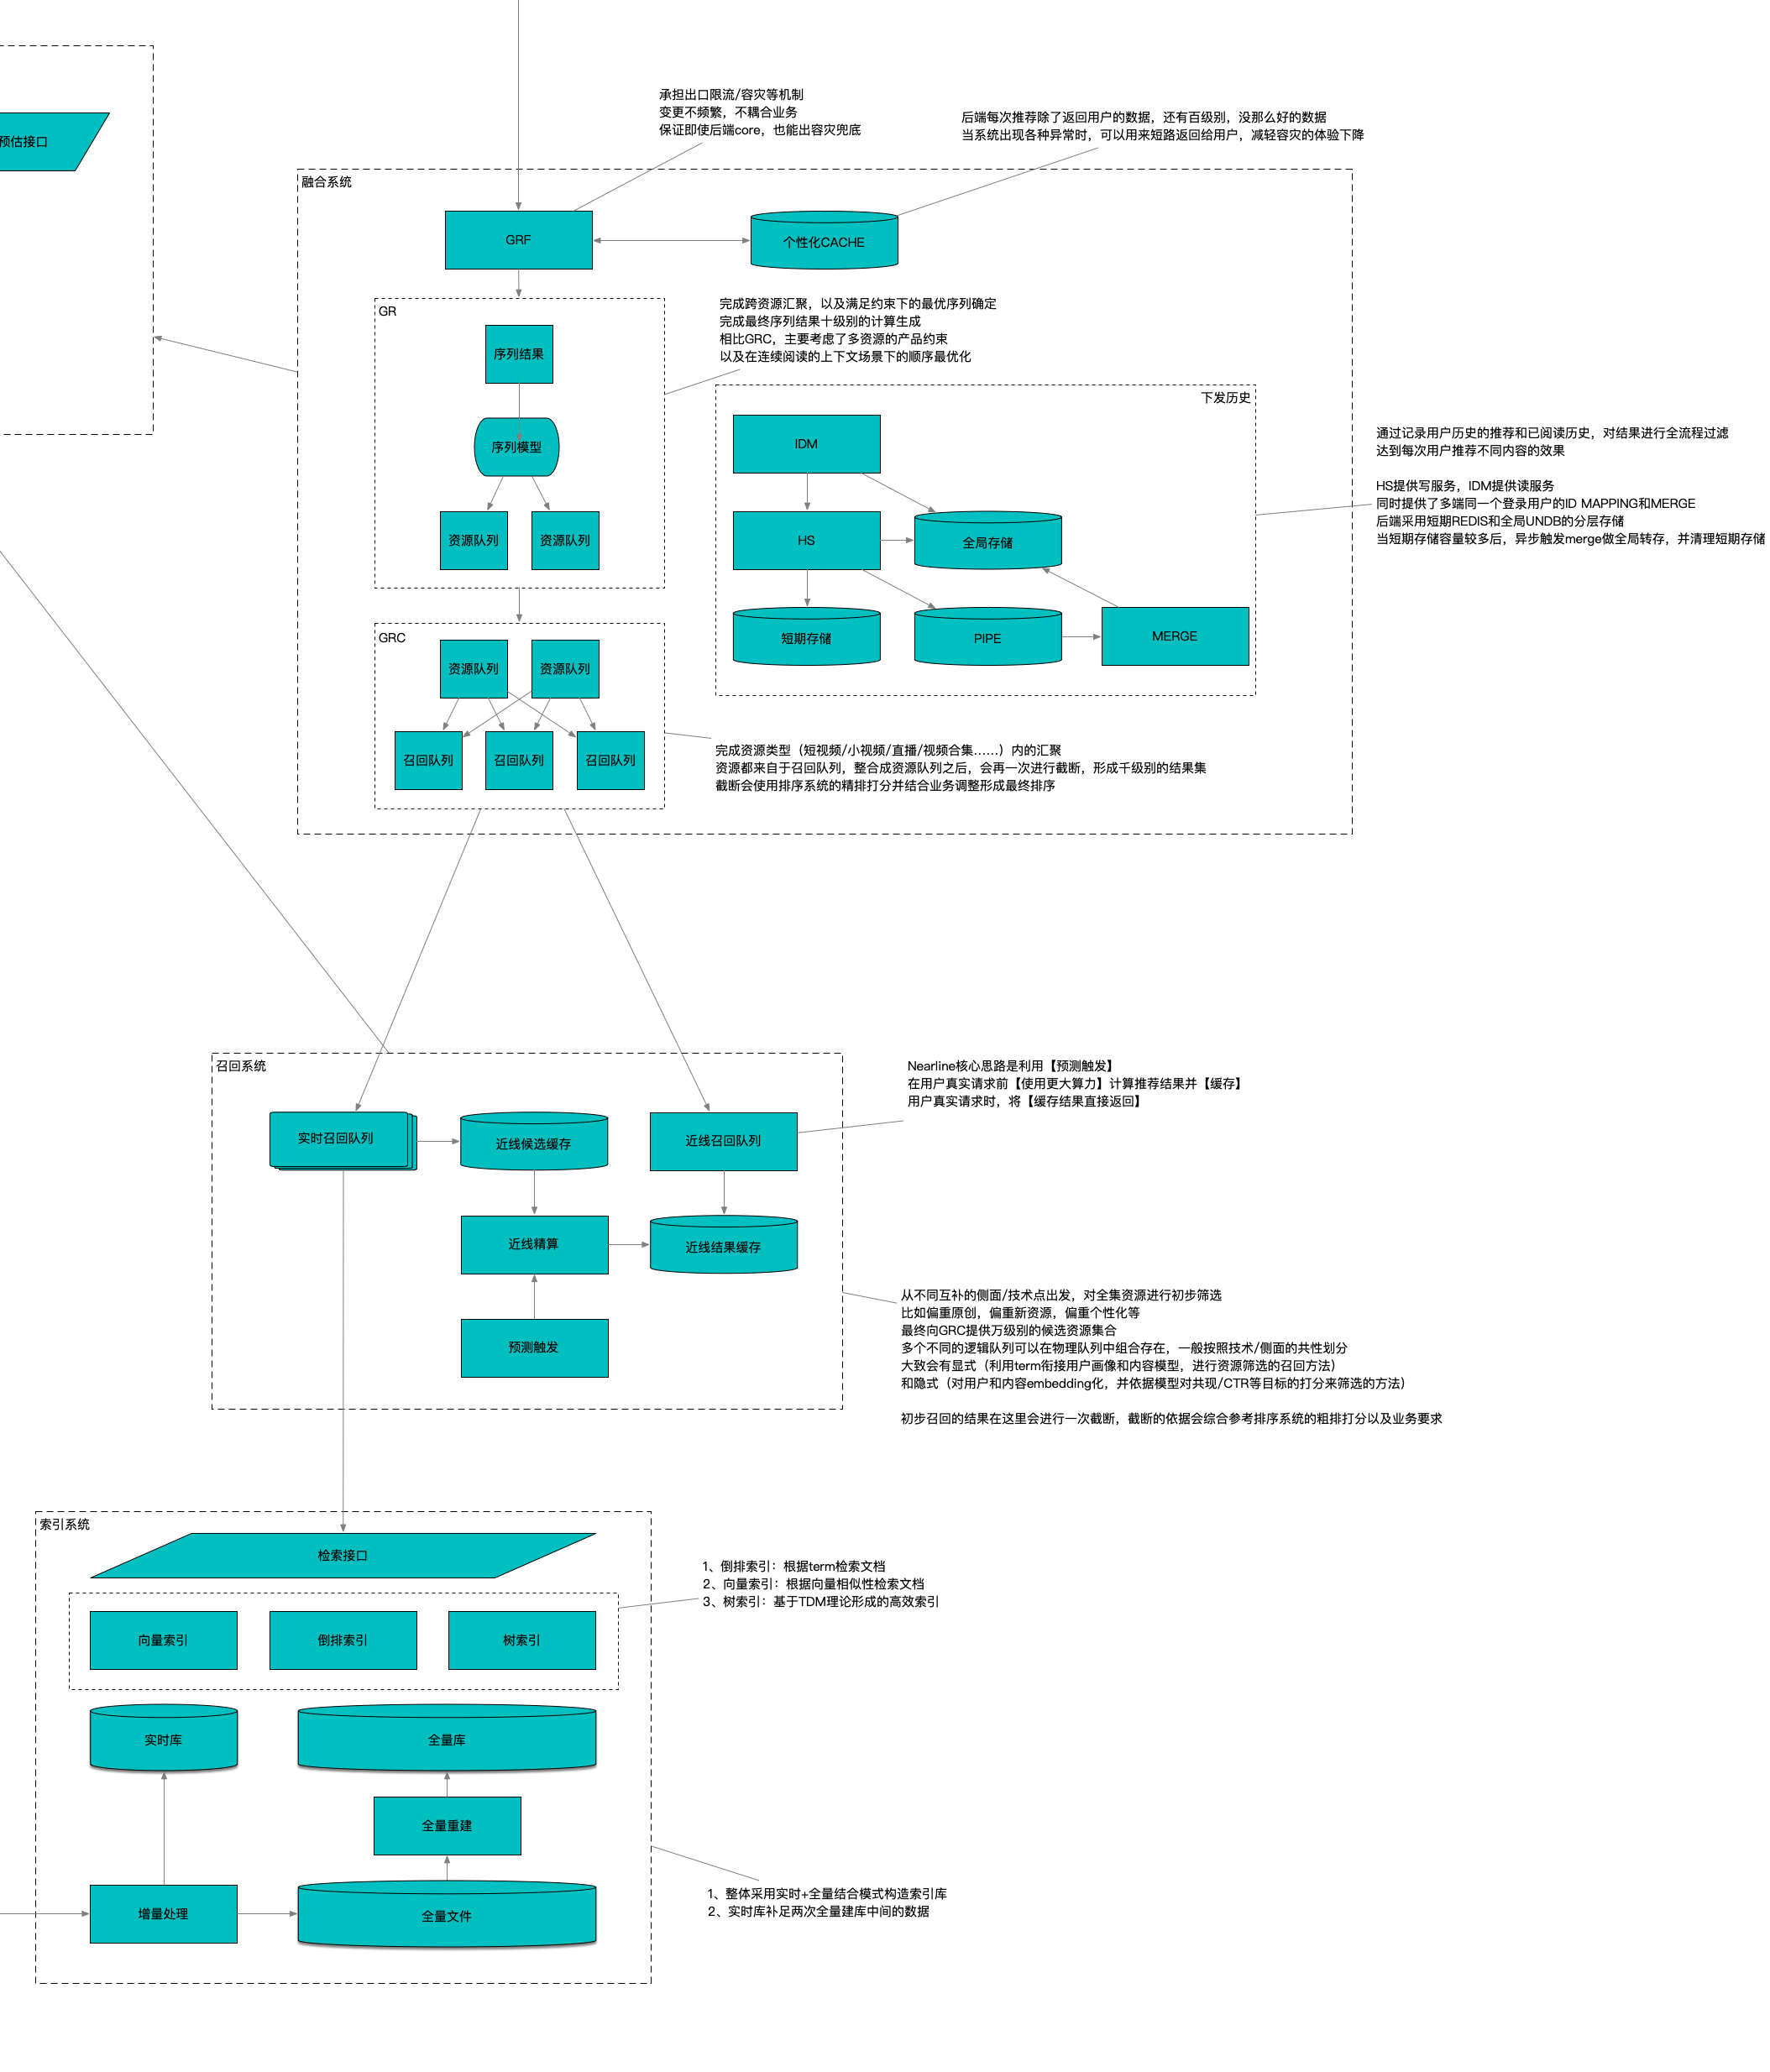 预估接口
承担出口限流/容灾等机制
变更不频繁，不耦合业务
保证即使后端core，也能出容灾兜底
后端每次推荐除了返回用户的数据，还有百级别，没那么好的数据
当系统出现各种异常时，可以用来短路返回给用户，减轻容灾的体验下降
融合系统
GRF
个性化CACHE
GR
序列结果
序列模型
资源队列
资源队列
完成跨资源汇聚，以及满足约束下的最优序列确定
完成最终序列结果十级别的计算生成
相比GRC，主要考虑了多资源的产品约束
以及在连续阅读的上下文场景下的顺序最优化
下发历史
IDM
HS
全局存储
短期存储
PIPE
MERGE
通过记录用户历史的推荐和已阅读历史，对结果进行全流程过滤
达到每次用户推荐不同内容的效果
HS提供写服务，IDM提供读服务
同时提供了多端同一个登录用户的ID MAPPING和MERGE
后端采用短期REDIS和全局UNDB的分层存储
当短期存储容量较多后，异步触发merge做全局转存，并清理短期存储
GRC
资源队列
资源队列
召回队列
召回队列
召回队列
完成资源类型（短视频/小视频/直播/视频合集……）内的汇聚
资源都来自于召回队列，整合成资源队列之后，会再一次进行截断，形成千级别的结果集
截断会使用排序系统的精排打分并结合业务调整形成最终排序
召回系统
实时召回队列
近线候选缓存
近线召回队列
近线精算
近线结果缓存
预测触发
Nearline核心思路是利用【预测触发】
在用户真实请求前【使用更大算力】计算推荐结果并【缓存】
用户真实请求时，将【缓存结果直接返回】
从不同互补的侧面/技术点出发，对全集资源进行初步筛选
比如偏重原创，偏重新资源，偏重个性化等
最终向GRC提供万级别的候选资源集合
多个不同的逻辑队列可以在物理队列中组合存在，一般按照技术/侧面的共性划分
大致会有显式（利用term衔接用户画像和内容模型，进行资源筛选的召回方法）
和隐式（对用户和内容embedding化，并依据模型对共现/CTR等目标的打分来筛选的方法）
初步召回的结果在这里会进行一次截断，截断的依据会综合参考排序系统的粗排打分以及业务要求
索引系统
检索接口
向量索引
倒排索引
树索引
1、倒排索引：根据term检索文档
2、向量索引：根据向量相似性检索文档
3、树索引：基于TDM理论形成的高效索引
实时库
全量库
全量重建
增量处理
全量文件
1、整体采用实时+全量结合模式构造索引库
2、实时库补足两次全量建库中间的数据